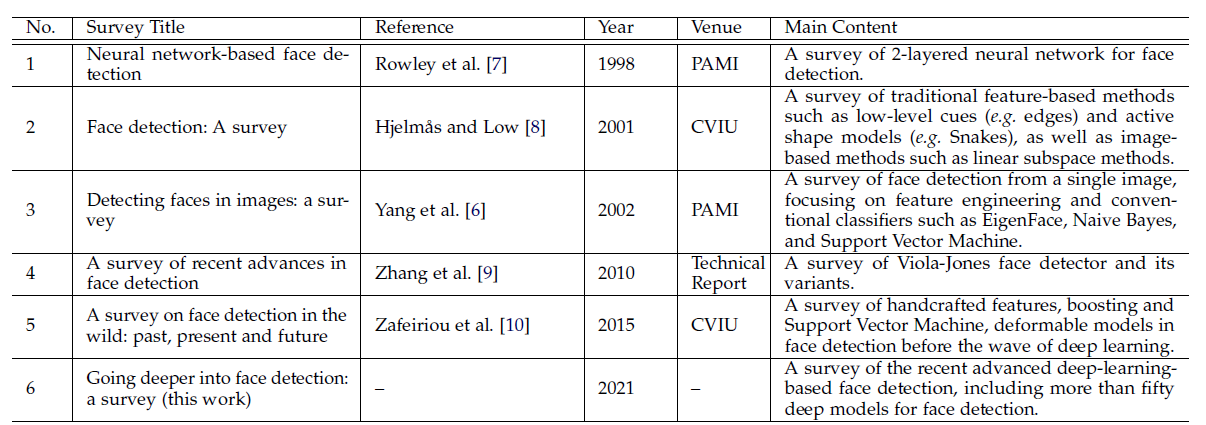 No. Survey Title Reference Year Venue Main Content
1 Neural network-based face de-
tection Rowley et al. [7] 1998 PAMI A survey of 2-layered neural network for face
detection.
2 Face detection: A survey Hjelmås and Low [8] 2001 CVIU A survey of traditional feature-based methods
such as low-level cues (e.g. edges) and active
shape models (e.g. Snakes), as well as image-
based methods such as linear subspace methods.
3 Detecting faces in images: a sur-
vey Yang et al. [6] 2002 PAMI A survey of face detection from a single image,
focusing on feature engineering and conven-
tional classifiers such as EigenFace, Naive Bayes,
and Support Vector Machine.
4 A survey of recent advances in
face detection Zhang et al. [9] 2010 Technical
Report A survey of Viola-Jones face detector and its
variants.
5 A survey on face detection in the
wild: past, present and future Zafeiriou et al. [10] 2015 CVIU A survey of handcrafted features, boosting and
Support Vector Machine, deformable models in
face detection before the wave of deep learning.
6 Going deeper into face detection:
a survey (this work) – 2021 – A survey of the recent advanced deep-learning-
based face detection, including more than fifty
deep models for face detection.